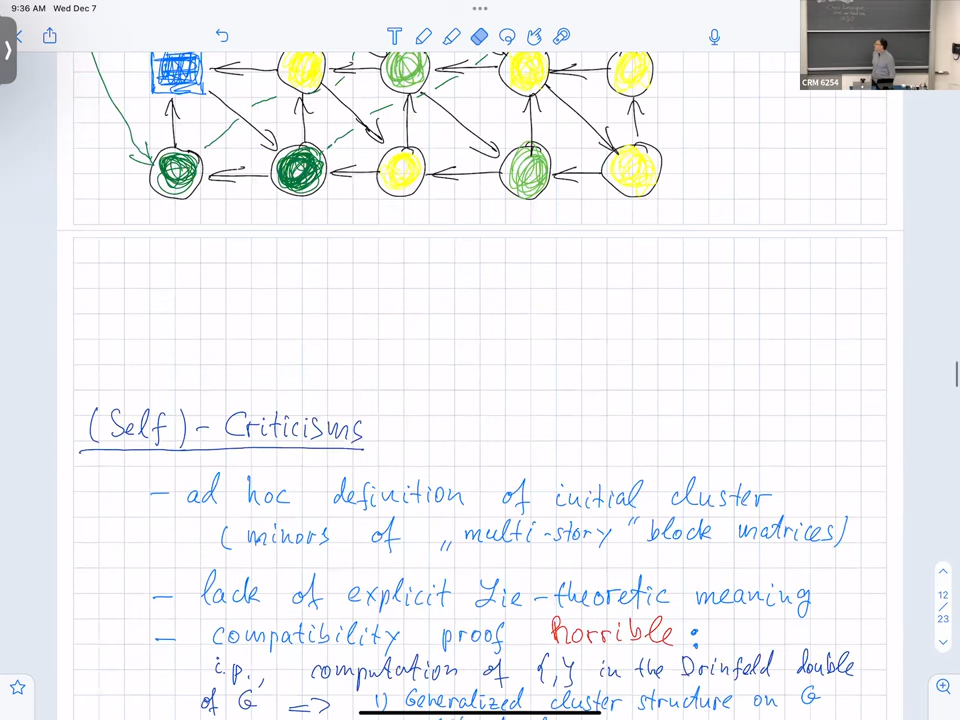 9:36 AM Wed Dec 7
CRM 6254
(Self) - Criticisms
- ad hoc definition of initial cluster
( minors of „multi-story" block matrices)
- lack of explicit Lie-theoretic meaning
- compatibility proof horrible :
i.p., computation of {,} in the Drinfeld double
of G => 1) Generalized cluster structure on G
12
/
23